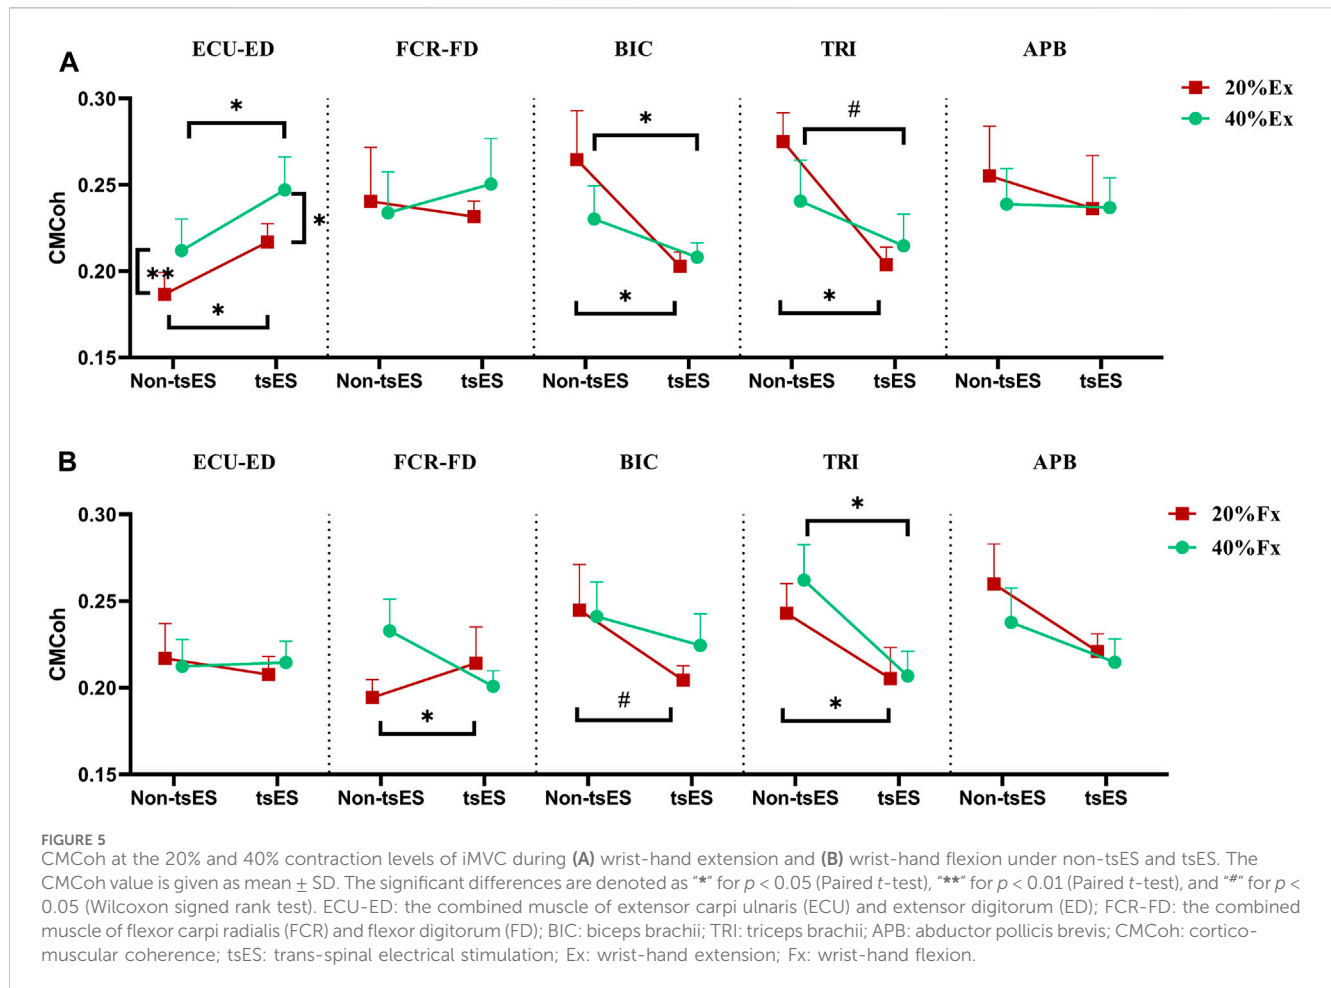 A
ECU-ED FCR-FD BIC TRI APB
20%Ex
40%Ex
CMCoh
0.30
0.25
0.20
0.15
* * #
*
**
* * *
Non-tsES tsES Non-tsES tsES Non-tsES tsES Non-tsES tsES Non-tsES tsES
B
ECU-ED FCR-FD BIC TRI APB
20%Fx
40%Fx
CMCoh
0.30
0.25
0.20
0.15
*
* # *
Non-tsES tsES Non-tsES tsES Non-tsES tsES Non-tsES tsES Non-tsES tsES
FIGURE 5
CMCoh at the 20% and 40% contraction levels of iMVC during (A) wrist-hand extension and (B) wrist-hand flexion under non-tsES and tsES. The
CMCoh value is given as mean ± SD. The significant differences are denoted as “*” for p < 0.05 (Paired t-test), “**” for p < 0.01 (Paired t-test), and “#” for p <
0.05 (Wilcoxon signed rank test). ECU-ED: the combined muscle of extensor carpi ulnaris (ECU) and extensor digitorum (ED); FCR-FD: the combined
muscle of flexor carpi radialis (FCR) and flexor digitorum (FD); BIC: biceps brachii; TRI: triceps brachii; APB: abductor pollicis brevis; CMCoh: cortico-
muscular coherence; tsES: trans-spinal electrical stimulation; Ex: wrist-hand extension; Fx: wrist-hand flexion.